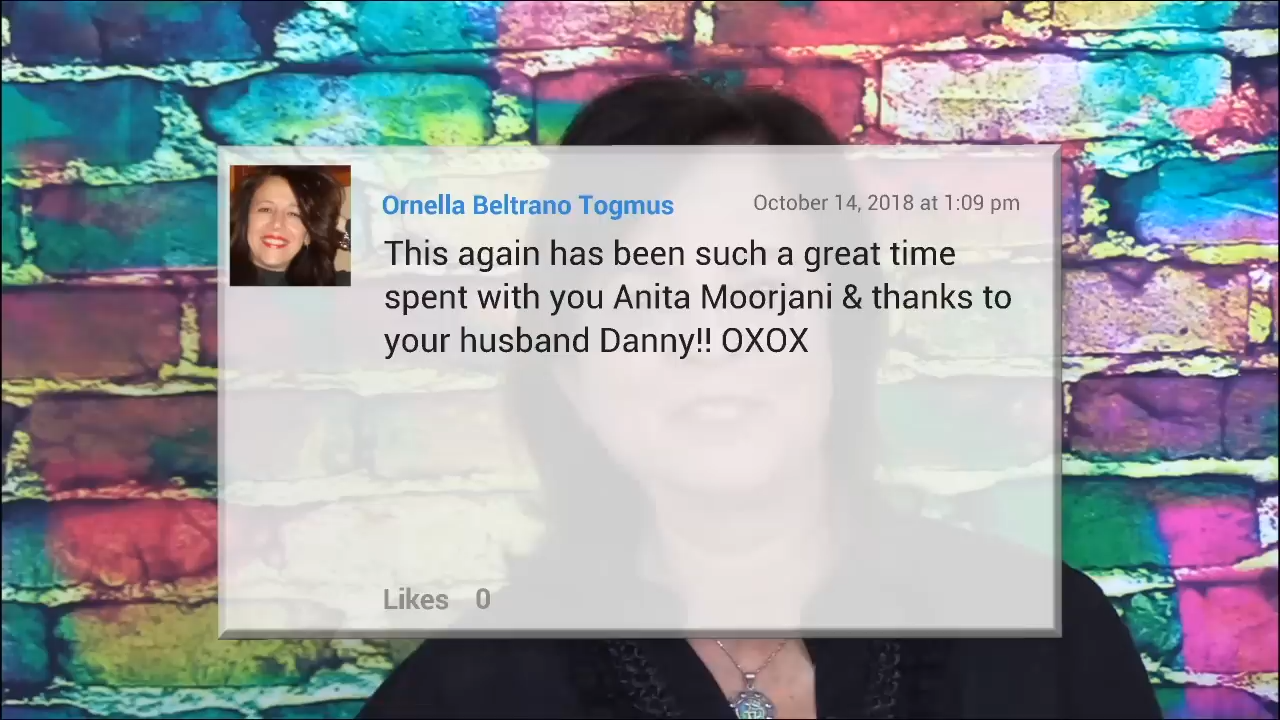 Ornella Beltrano Togmus October 14, 2018 at 1:09 pm
This again has been such a great time
spent with you Anita Moorjani & thanks to
your husband Danny!! OXOX
Likes 0